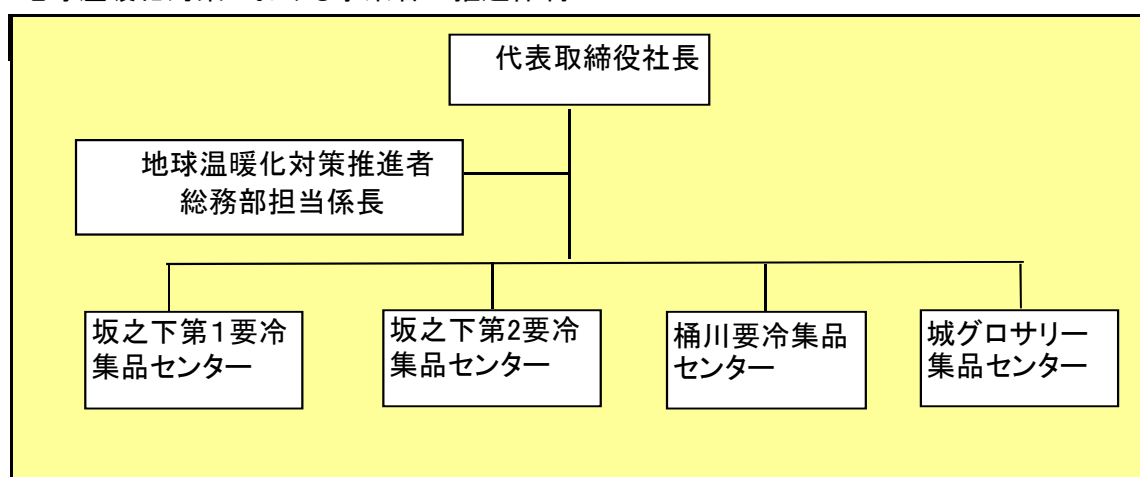 代表取締役社長
地球温暖化対策推進者
総務部担当係長
坂之下第１要冷
集品センター
坂之下第2要冷
集品センター
桶川要冷集品
センター
城グロサリー
集品センター